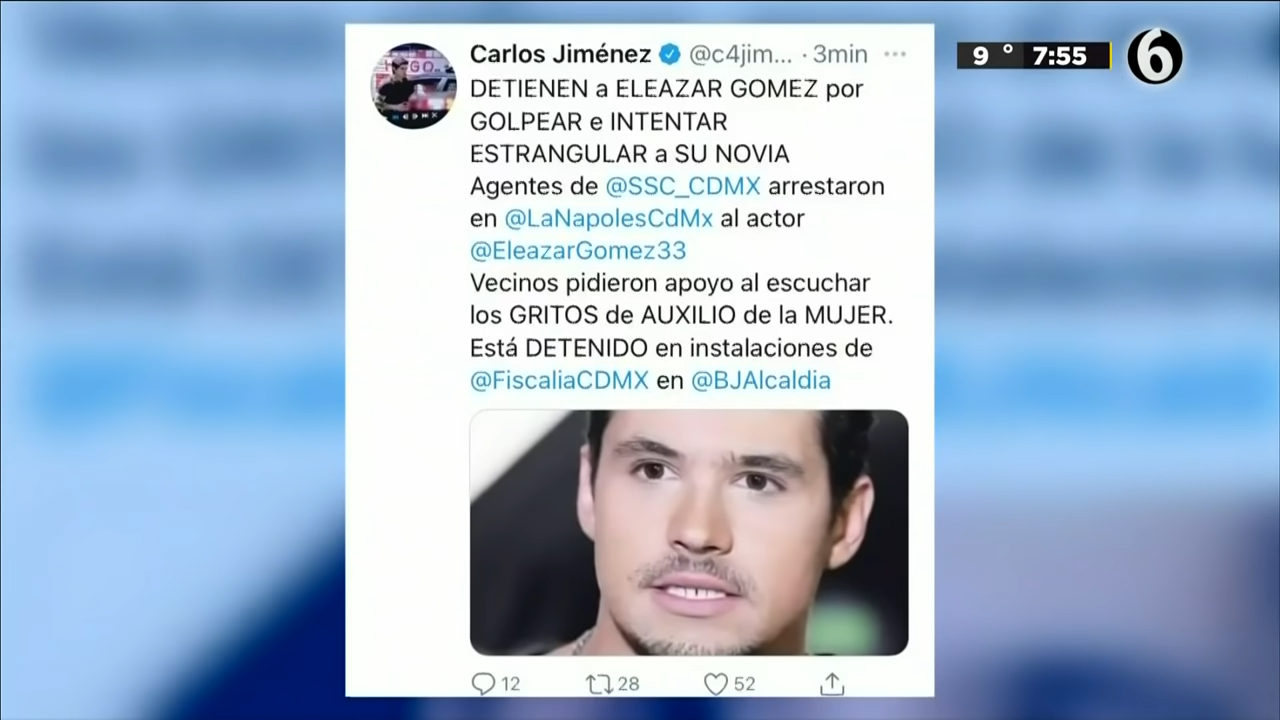 9 ° 7:55
6
Carlos Jiménez @c4jim... · 3min
DETIENEN a ELEAZAR GOMEZ por
GOLPEAR e INTENTAR
ESTRANGULAR a SU NOVIA
Agentes de @SSC_CDMX arrestaron
en @LaNapolesCdMx al actor
@EleazarGomez33
Vecinos pidieron apoyo al escuchar
los GRITOS de AUXILIO de la MUJER.
Está DETENIDO en instalaciones de
@FiscaliaCDMX en @BJAlcaldia
12 28 52